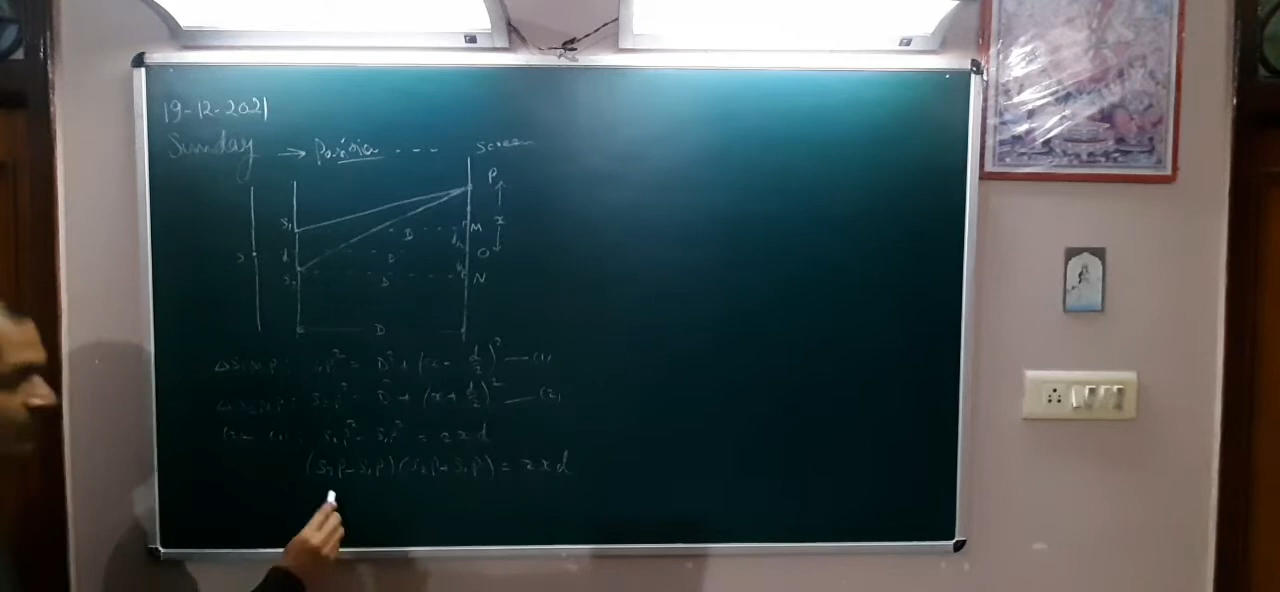 19-12-2021
Sunday → - - -
Screen
P
S₁ D M
x
S d D O
S₂ D N
D
ΔS₁MP : S₁P² = D² + (x - d/2)² — (1)
ΔS₂NP : S₂P² = D² + (x + d/2)² — (2)
(2) - (1) : S₂P² - S₁P² = 2xd
(S₂P - S₁P)(S₂P + S₁P) = 2xd